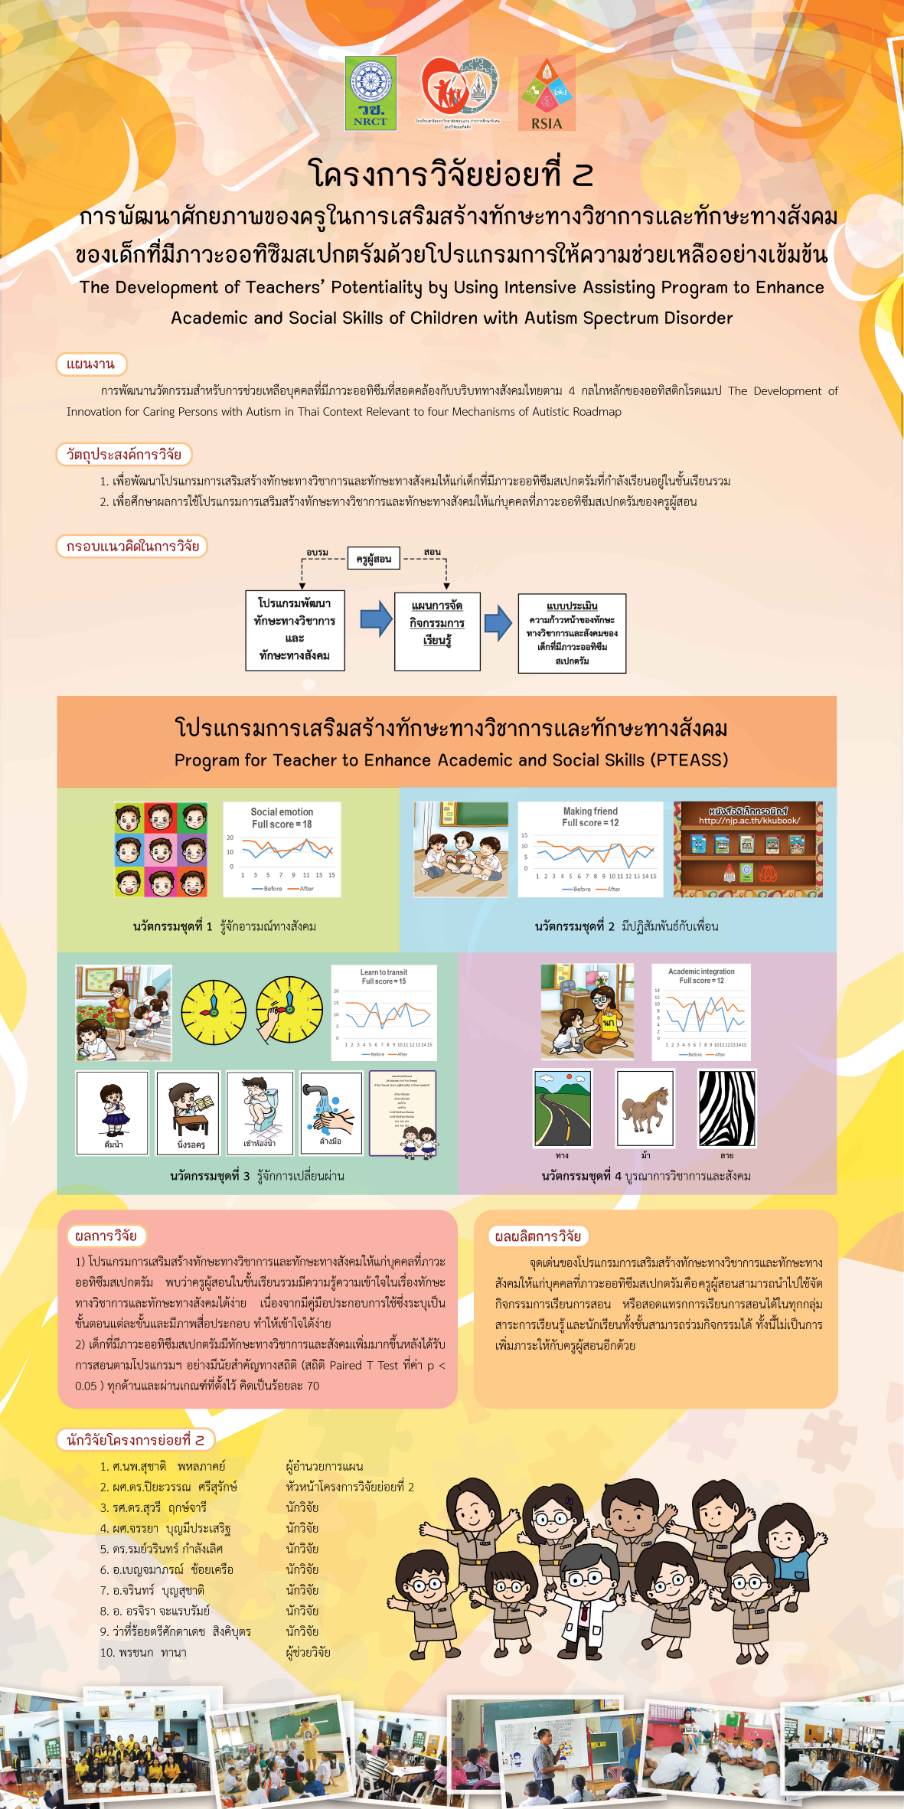 วช.
NRCT
RSIA
โครงการวิจัยย่อยที่ 2
การพัฒนาศักยภาพของครูในการเสริมสร้างทักษะทางวิชาการและทักษะทางสังคม
ของเด็กที่มีภาวะออทิซึมสเปกตรัมด้วยโปรแกรมการให้ความช่วยเหลืออย่างเข้มข้น
The Development of Teachers' Potentiality by Using Intensive Assisting Program to Enhance
Academic and Social Skills of Children with Autism Spectrum Disorder
แผนงาน
การพัฒนานวัตกรรมสำหรับการช่วยเหลือบุคคลที่มีภาวะออทิซึมที่สอดคล้องกับบริบททางสังคมไทยตาม 4 กลไกหลักของออทิสติกโรดแมป The Development of
Innovation for Caring Persons with Autism in Thai Context Relevant to four Mechanisms of Autistic Roadmap
วัตถุประสงค์การวิจัย
1. เพื่อพัฒนาโปรแกรมการเสริมสร้างทักษะทางวิชาการและทักษะทางสังคมให้แก่เด็กที่มีภาวะออทิซึมสเปกตรัมที่กำลังเรียนอยู่ในชั้นเรียนรวม
2. เพื่อศึกษาผลการใช้โปรแกรมการเสริมสร้างทักษะทางวิชาการและทักษะทางสังคมให้แก่บุคคลที่ภาวะออทิซึมสเปกตรัมของครูผู้สอน
กรอบแนวคิดในการวิจัย
อบรม
ครูผู้สอน
สอน
โปรแกรมพัฒนา
ทักษะทางวิชาการ
และ
ทักษะทางสังคม
แผนการจัด
กิจกรรมการ
เรียนรู้
แบบประเมิน
ความก้าวหน้าของทักษะ
ทางวิชาการและสังคมของ
เด็กที่มีภาวะออทิซึม
สเปกตรัม
โปรแกรมการเสริมสร้างทักษะทางวิชาการและทักษะทางสังคม
Program for Teacher to Enhance Academic and Social Skills (PTEASS)
Social emotion
Full score = 18
20
10
0
1 3 5 7 9 11 13 15
Before After
นวัตกรรมชุดที่ 1 รู้จักอารมณ์ทางสังคม
Making friend
Full score = 12
15
10
5
0
1 2 3 4 5 6 7 8 9 10 11 12 13 14 15
Before After
หนังสืออิเล็กทรอนิกส์
http://njp.ac.th/kkubook/
นวัตกรรมชุดที่ 2 มีปฏิสัมพันธ์กับเพื่อน
Learn to transit
Full score = 15
20
15
10
5
0
1 2 3 4 5 6 7 8 9 10 11 12 13 14 15
Before After
ดื่มน้ำ
นั่งรอครู
เข้าห้องน้ำ
ล้างมือ
นวัตกรรมชุดที่ 3 รู้จักการเปลี่ยนผ่าน
Academic integration
Full score = 12
14
12
10
8
6
4
2
0
1 2 3 4 5 6 7 8 9 10 11 12 13 14 15
Before After
ทาง
ม้า
ลาย
นวัตกรรมชุดที่ 4 บูรณาการวิชาการและสังคม
ผลการวิจัย
1) โปรแกรมการเสริมสร้างทักษะทางวิชาการและทักษะทางสังคมให้แก่บุคคลที่ภาวะ
ออทิซึมสเปกตรัม พบว่าครูผู้สอนในชั้นเรียนรวมมีความรู้ความเข้าใจในเรื่องทักษะ
ทางวิชาการและทักษะทางสังคมได้ง่าย เนื่องจากมีคู่มือประกอบการใช้ซึ่งระบุเป็น
ขั้นตอนแต่ละขั้นและมีภาพสื่อประกอบ ทำให้เข้าใจได้ง่าย
2) เด็กที่มีภาวะออทิซึมสเปกตรัมมีทักษะทางวิชาการและสังคมเพิ่มมากขึ้นหลังได้รับ
การสอนตามโปรแกรมฯ อย่างมีนัยสำคัญทางสถิติ (สถิติ Paired T Test ที่ค่า p <
0.05 ) ทุกด้านและผ่านเกณฑ์ที่ตั้งไว้ คิดเป็นร้อยละ 70
ผลผลิตการวิจัย
จุดเด่นของโปรแกรมการเสริมสร้างทักษะทางวิชาการและทักษะทาง
สังคมให้แก่บุคคลที่ภาวะออทิซึมสเปกตรัมคือครูผู้สอนสามารถนำไปใช้จัด
กิจกรรมการเรียนการสอน หรือสอดแทรกการเรียนการสอนได้ในทุกกลุ่ม
สาระการเรียนรู้ และนักเรียนทั้งชั้นสามารถร่วมกิจกรรมได้ ทั้งนี้ไม่เป็นการ
เพิ่มภาระให้กับครูผู้สอนอีกด้วย
นักวิจัยโครงการย่อยที่ 2
1. ศ.นพ.สุชาติ พหลภาคย์ ผู้อำนวยการแผน
2. ผศ.ดร.ปิยะวรรณ ศรีสุรักษ์ หัวหน้าโครงการวิจัยย่อยที่ 2
3. รศ.ดร.สุวรี ฤกษ์จารี นักวิจัย
4. ผศ.จรรยา บุญมีประเสริฐ นักวิจัย
5. ดร.รมย์วรินทร์ กำลังเลิศ นักวิจัย
6. อ.เบญจมาภรณ์ ช้อยเครือ นักวิจัย
7. อ.จรินทร์ บุญสุชาติ นักวิจัย
8. อ. อรจิรา จะแรบรัมย์ นักวิจัย
9. ว่าที่ร้อยตรีศักดาเดช สิงคิบุตร นักวิจัย
10. พรชนก ทานา ผู้ช่วยวิจัย